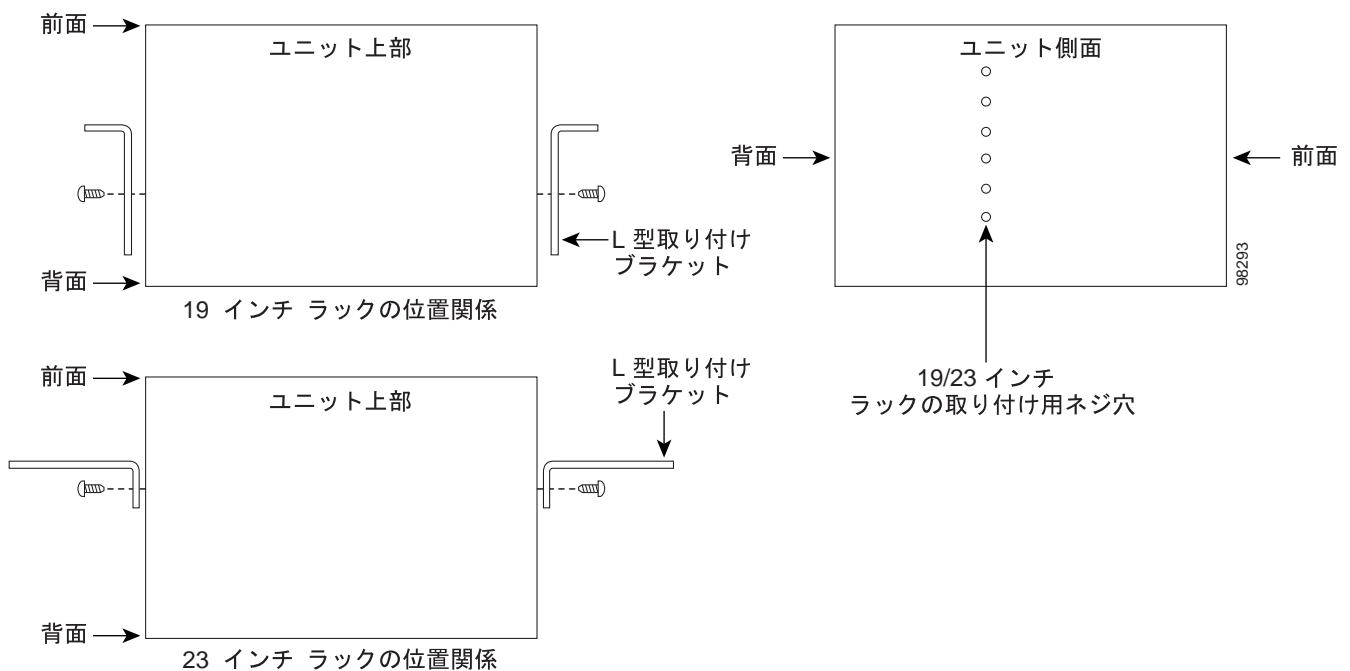 前面
ユニット上部
背面
L 型取り付け
ブラケット
19 インチ ラックの位置関係
ユニット側面
背面
前面
98293
19/23 インチ
ラックの取り付け用ネジ穴
前面
ユニット上部
L 型取り付け
ブラケット
背面
23 インチ ラックの位置関係